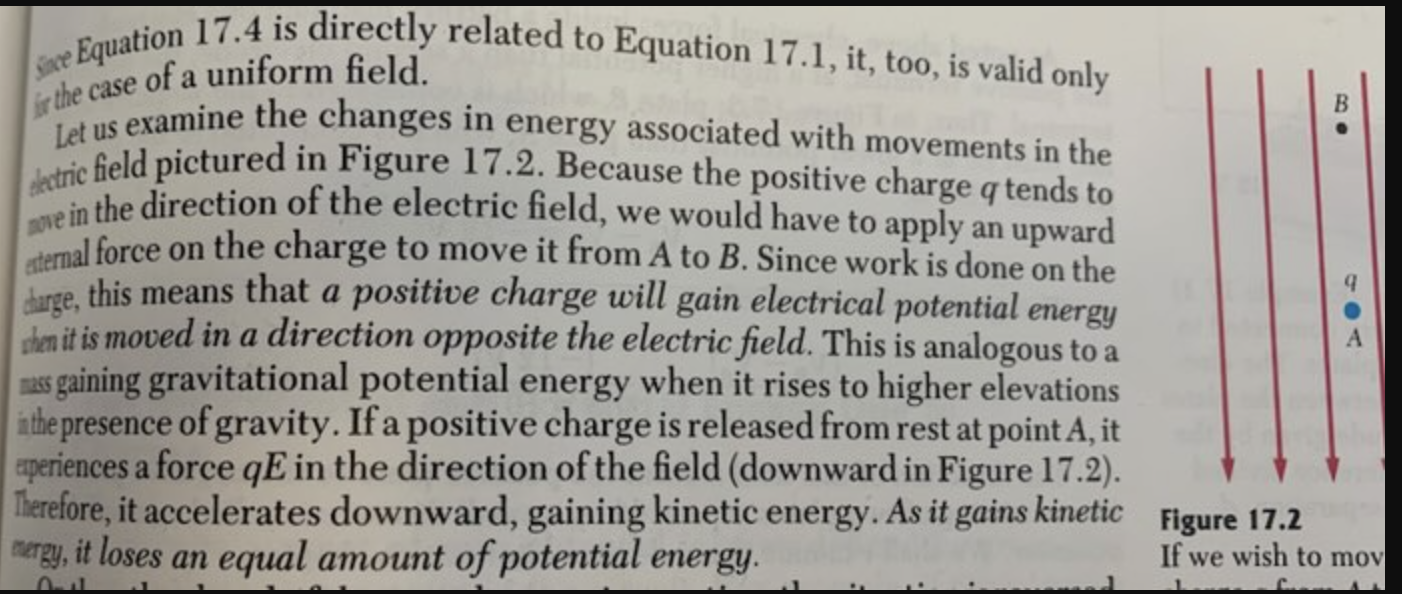 Since Equation 17.4 is directly related to Equation 17.1, it, too, is valid only
for the case of a uniform field.
Let us examine the changes in energy associated with movements in the
electric field pictured in Figure 17.2. Because the positive charge q tends to
move in the direction of the electric field, we would have to apply an upward
external force on the charge to move it from A to B. Since work is done on the
charge, this means that a positive charge will gain electrical potential energy
when it is moved in a direction opposite the electric field. This is analogous to a
mass gaining gravitational potential energy when it rises to higher elevations
in the presence of gravity. If a positive charge is released from rest at point A, it
experiences a force qE in the direction of the field (downward in Figure 17.2).
Therefore, it accelerates downward, gaining kinetic energy. As it gains kinetic
energy, it loses an equal amount of potential energy.
B
q
A
Figure 17.2
If we wish to mov